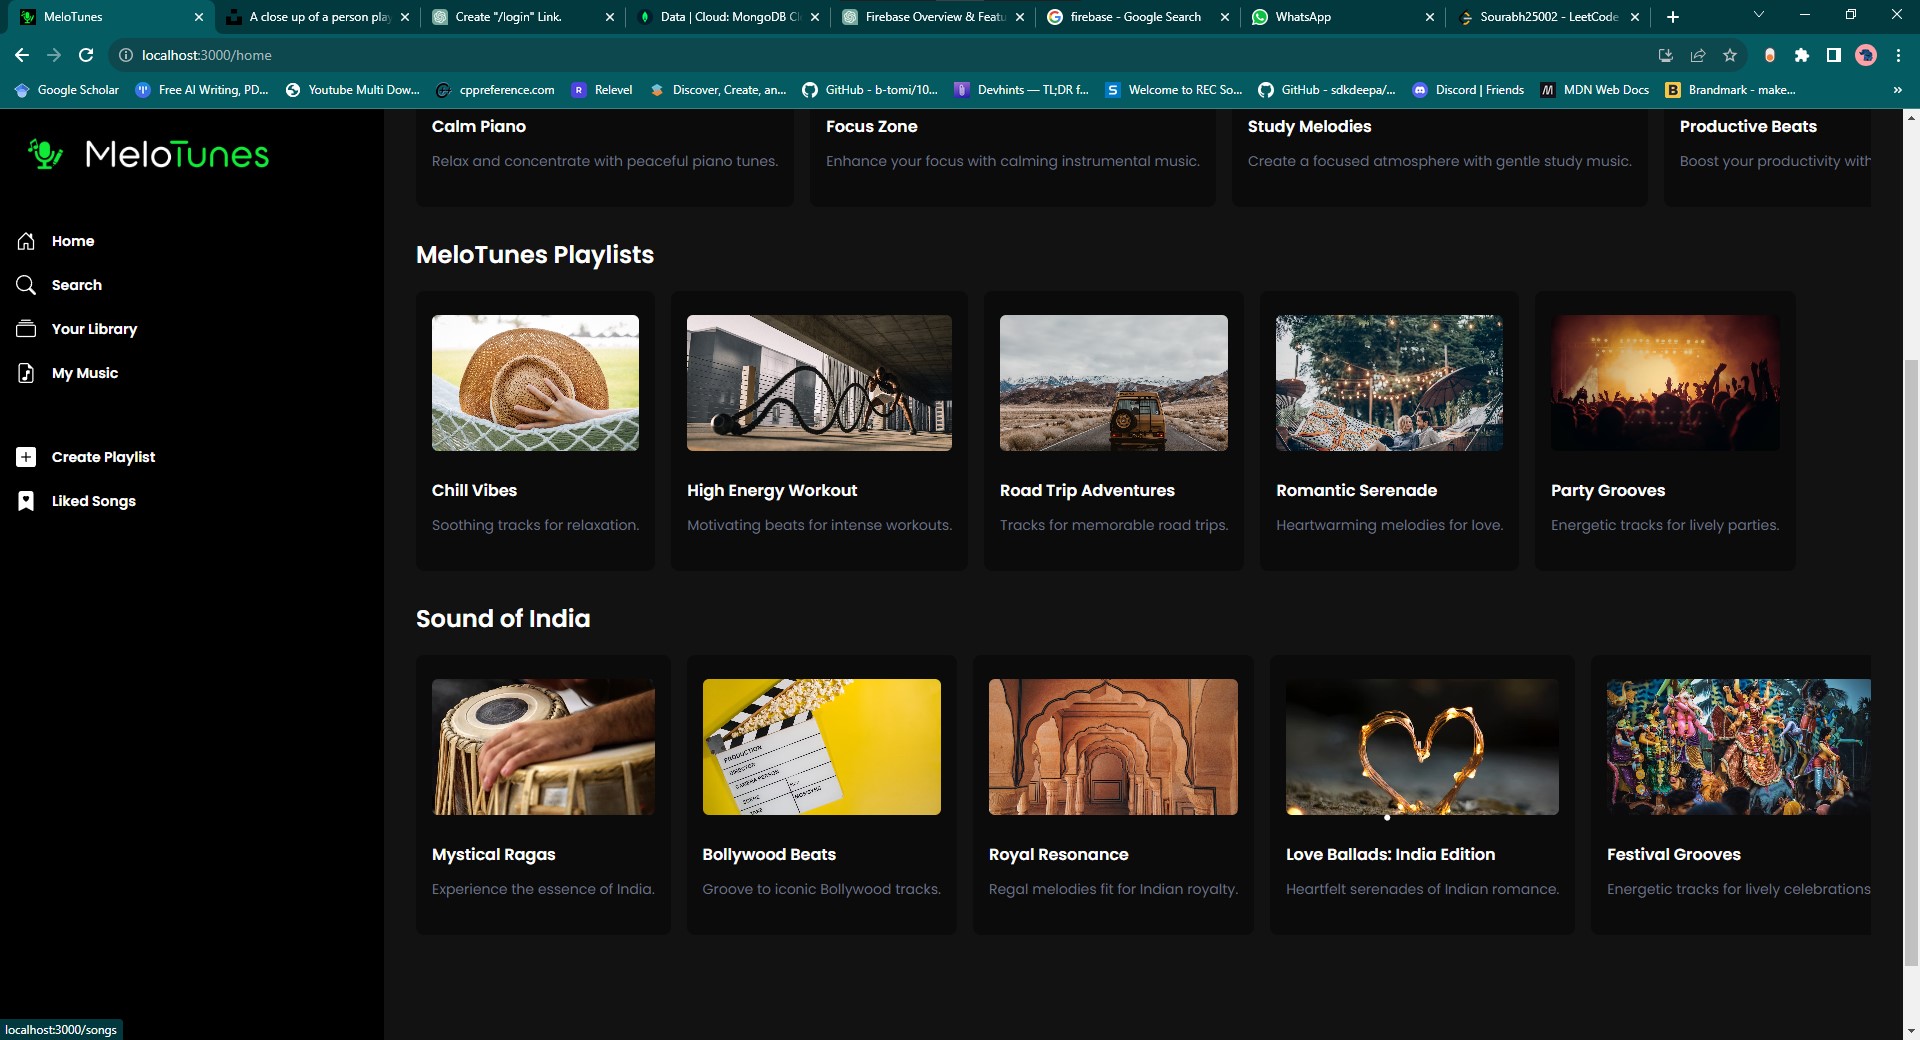 MeloTunes
A close up of a person pla
Create "/login" Link.
Data | Cloud: MongoDB Cl
Firebase Overview & Featu
firebase - Google Search
WhatsApp
Sourabh25002 - LeetCode
localhost:3000/home
Google Scholar
Free AI Writing, PD...
Youtube Multi Dow...
cppreference.com
Relevel
Discover, Create, an...
GitHub - b-tomi/10...
Devhints — TL;DR f...
Welcome to REC So...
GitHub - sdkdeepa/...
Discord | Friends
MDN Web Docs
Brandmark - make...
MeloTunes
Home
Search
Your Library
My Music
Create Playlist
Liked Songs
Calm Piano
Relax and concentrate with peaceful piano tunes.
Focus Zone
Enhance your focus with calming instrumental music.
Study Melodies
Create a focused atmosphere with gentle study music.
Productive Beats
Boost your productivity with
MeloTunes Playlists
Chill Vibes
Soothing tracks for relaxation.
High Energy Workout
Motivating beats for intense workouts.
Road Trip Adventures
Tracks for memorable road trips.
Romantic Serenade
Heartwarming melodies for love.
Party Grooves
Energetic tracks for lively parties.
Sound of India
PRODUCTION
DIRECTOR
CAMERA PERSON
SCENE
TAKE
Mystical Ragas
Experience the essence of India.
Bollywood Beats
Groove to iconic Bollywood tracks.
Royal Resonance
Regal melodies fit for Indian royalty.
Love Ballads: India Edition
Heartfelt serenades of Indian romance.
Festival Grooves
Energetic tracks for lively celebrations
localhost:3000/songs